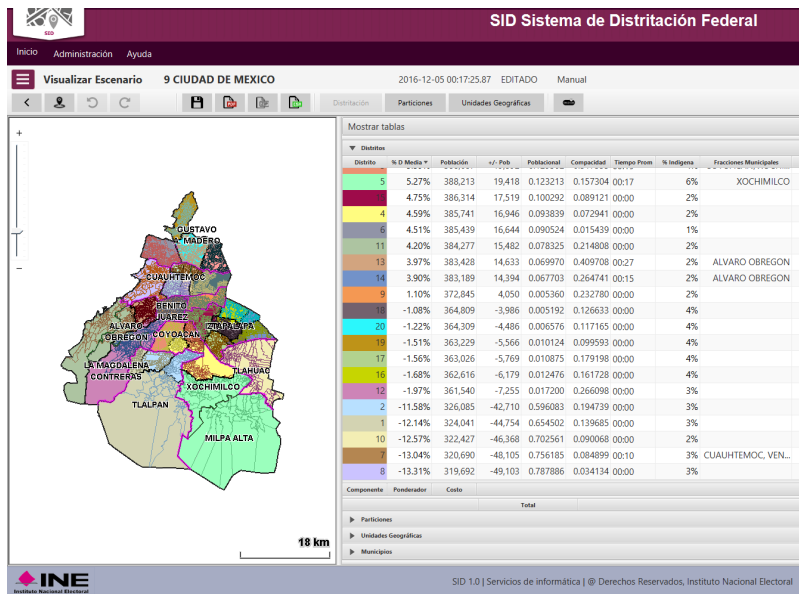 SID Sistema de Distritación Federal
SID
Inicio Administración Ayuda
Visualizar Escenario 9 CIUDAD DE MEXICO 2016-12-05 00:17:25.87 EDITADO Manual
Distritación Particiones Unidades Geográficas
Mostrar tablas
Distritos
Distrito % D Media Población +/- Pob Poblacional Compacidad Tiempo Prom % Indígena Fracciones Municipales
5 5.27% 388,213 19,418 0.123213 0.157304 00:17 6% XOCHIMILCO
4.75% 386,314 17,519 0.100292 0.089121 00:00 2%
4 4.59% 385,741 16,946 0.093839 0.072941 00:00 2%
6 4.51% 385,439 16,644 0.090524 0.015439 00:00 1%
11 4.20% 384,277 15,482 0.078325 0.214808 00:00 2%
13 3.97% 383,428 14,633 0.069970 0.409708 00:27 2% ALVARO OBREGON
14 3.90% 383,189 14,394 0.067703 0.264741 00:15 2% ALVARO OBREGON
9 1.10% 372,845 4,050 0.005360 0.232780 00:00 2%
18 -1.08% 364,809 -3,986 0.005192 0.126633 00:00 4%
20 -1.22% 364,309 -4,486 0.006576 0.117165 00:00 4%
19 -1.51% 363,229 -5,566 0.010124 0.099593 00:00 4%
17 -1.56% 363,026 -5,769 0.010875 0.179198 00:00 4%
16 -1.68% 362,616 -6,179 0.012476 0.161728 00:00 4%
12 -1.97% 361,540 -7,255 0.017200 0.266098 00:00 3%
2 -11.58% 326,085 -42,710 0.596083 0.194739 00:00 3%
1 -12.14% 324,041 -44,754 0.654502 0.139685 00:00 3%
10 -12.57% 322,427 -46,368 0.702561 0.090068 00:00 2%
7 -13.04% 320,690 -48,105 0.756185 0.084899 00:10 3% CUAUHTEMOC, VEN...
8 -13.31% 319,692 -49,103 0.787886 0.034134 00:00 3%
Componente Ponderador Costo
Total
Particiones
Unidades Geográficas
Municipios
+
-
GUSTAVO
A. MADERO
CUAUHTEMOC
BENITO
JUAREZ
ALVARO
OBREGON
COYOACAN
IZTAPALAPA
LA MAGDALENA
CONTRERAS
TLAHUAC
XOCHIMILCO
TLALPAN
MILPA ALTA
18 km
INE
Instituto Nacional Electoral
SID 1.0 | Servicios de informática | @ Derechos Reservados, Instituto Nacional Electoral